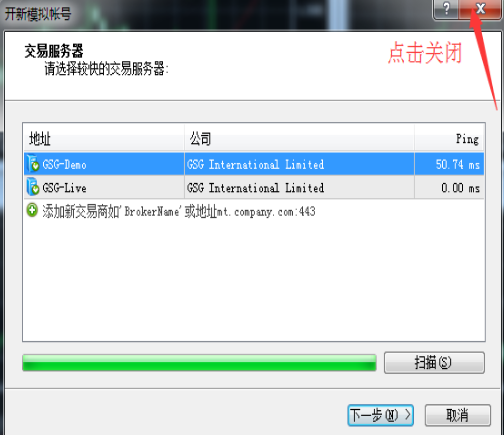 开新模拟帐号
? X
交易服务器
点击关闭
请选择较快的交易服务器:
地址 公司 Ping
GSG-Demo GSG International Limited 50.74 ms
GSG-Live GSG International Limited 0.00 ms
添加新交易商如'BrokerName'或地址mt.company.com:443
扫描(S)
下一步(N) > 取消